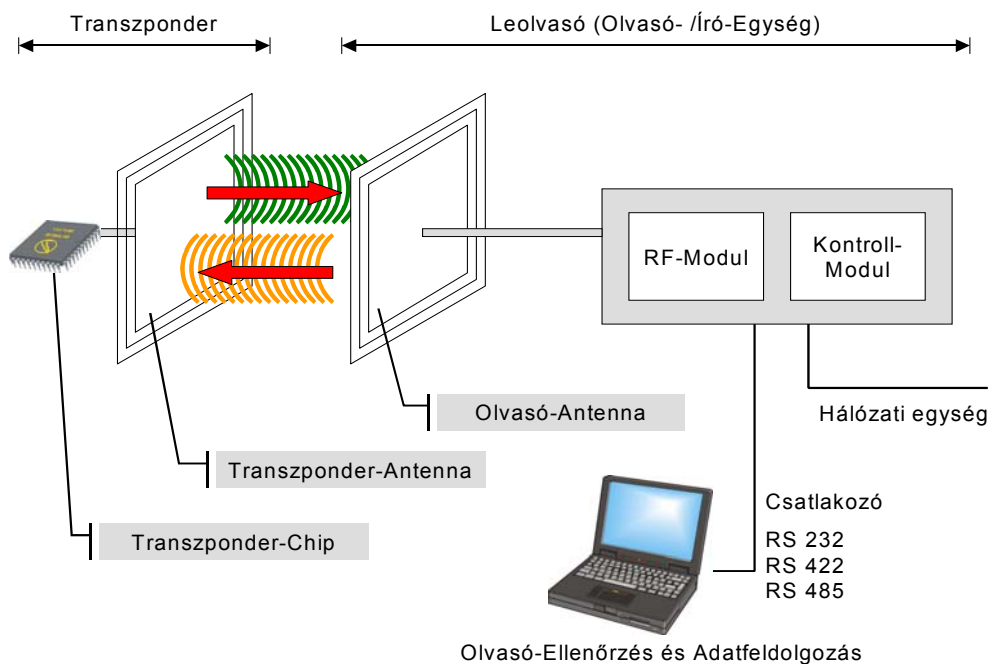 Transzponder
Leolvasó (Olvasó- /Író-Egység)
RF-Modul
Kontroll-
Modul
Olvasó-Antenna
Hálózati egység
Transzponder-Antenna
Csatlakozó
Transzponder-Chip
RS 232
RS 422
RS 485
Olvasó-Ellenőrzés és Adatfeldolgozás